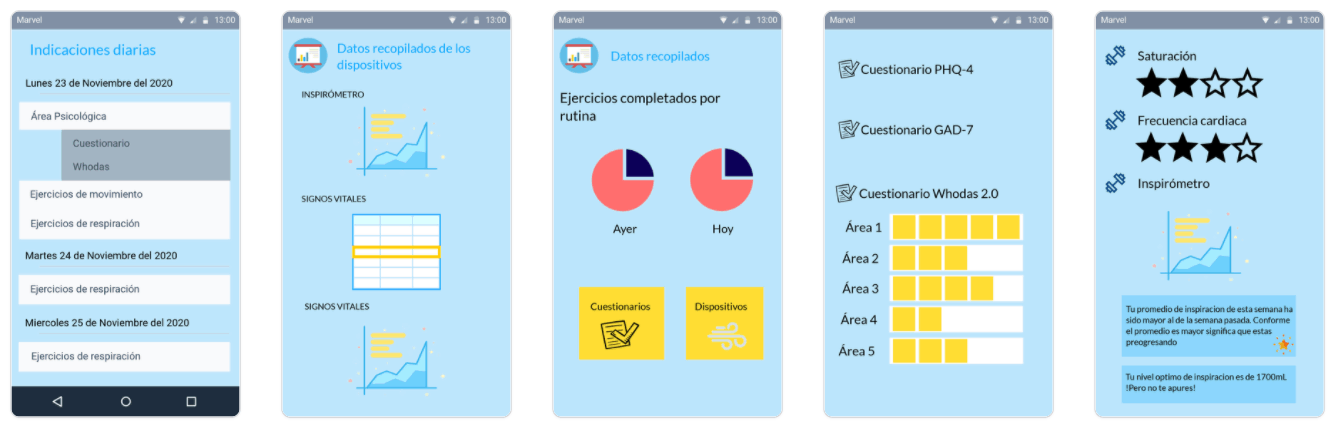 Marvel 13:00
Indicaciones diarias
Lunes 23 de Noviembre del 2020
Área Psicológica
Cuestionario
Whodas
Ejercicios de movimiento
Ejercicios de respiración
Martes 24 de Noviembre del 2020
Ejercicios de respiración
Miercoles 25 de Noviembre del 2020
Ejercicios de respiración
Marvel 13:00
Datos recopilados de los
dispositivos
INSPIRÓMETRO
SIGNOS VITALES
SIGNOS VITALES
Marvel 13:00
Datos recopilados
Ejercicios completados por
rutina
Ayer Hoy
Cuestionarios Dispositivos
Marvel 13:00
Cuestionario PHQ-4
Cuestionario GAD-7
Cuestionario Whodas 2.0
Área 1
Área 2
Área 3
Área 4
Área 5
Marvel 13:00
Saturación
Frecuencia cardiaca
Inspirómetro
Tu promedio de inspiracion de esta semana ha
sido mayor al de la semana pasada. Conforme
el promedio es mayor significa que estas
preogresando
Tu nivel optimo de inspiracion es de 1700mL
!Pero no te apures!